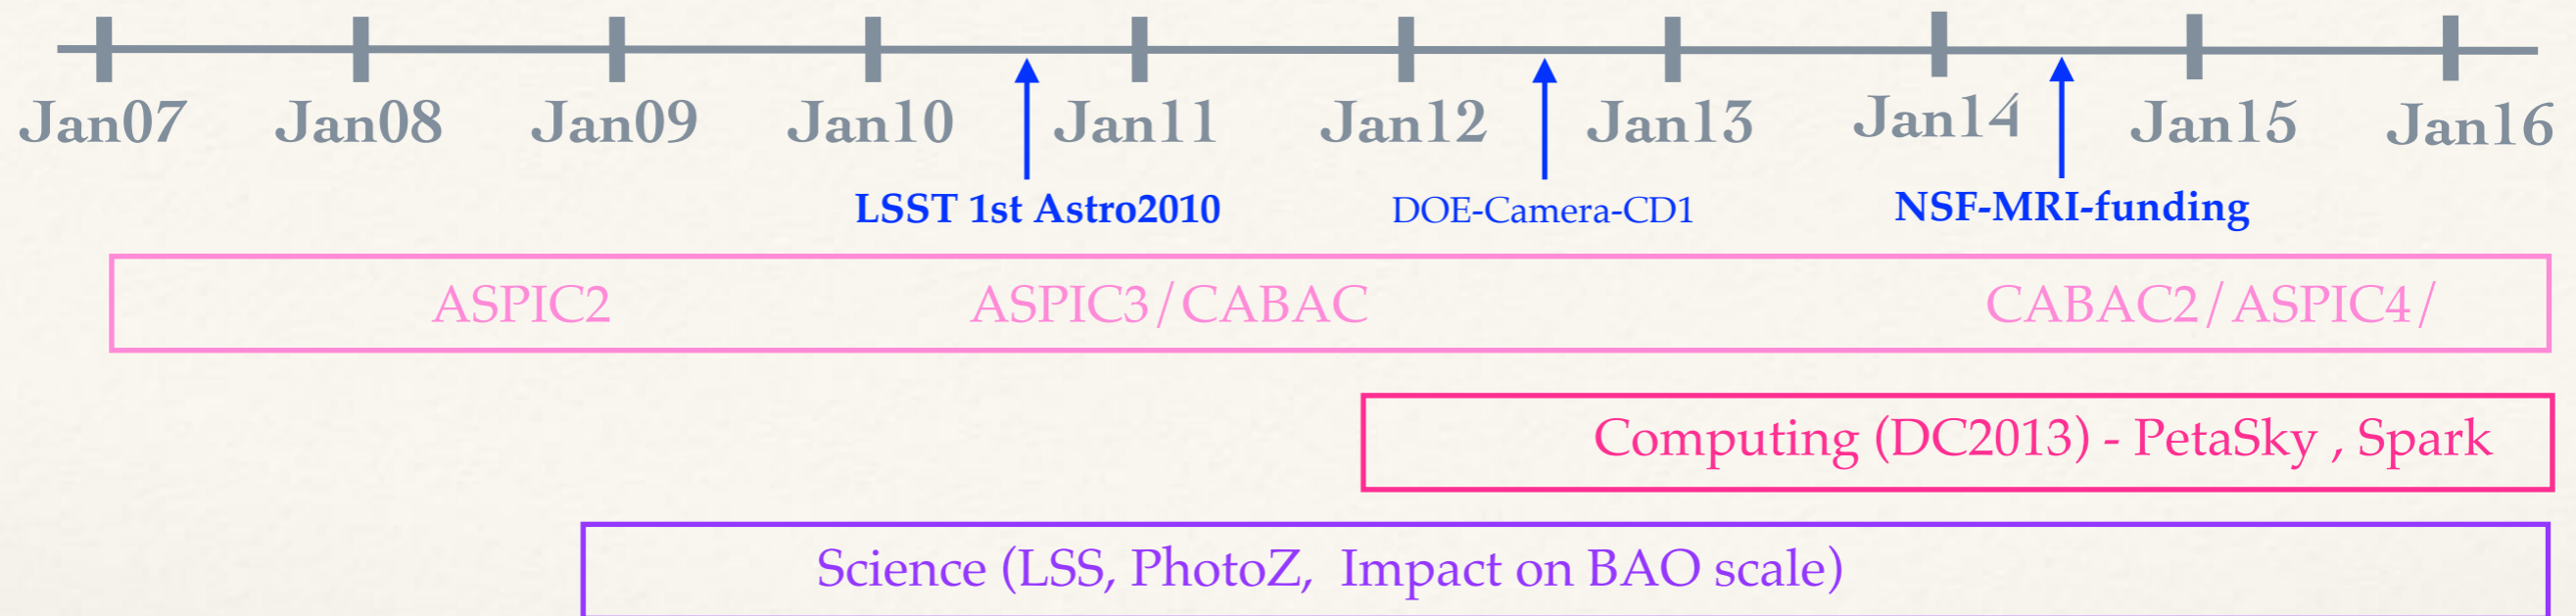 Jan07 Jan08 Jan09 Jan10 Jan11 Jan12 Jan13 Jan14 Jan15 Jan16
LSST 1st Astro2010 DOE-Camera-CD1 NSF-MRI-funding
ASPIC2 ASPIC3/CABAC CABAC2/ASPIC4/
Computing (DC2013) - PetaSky , Spark
Science (LSS, PhotoZ, Impact on BAO scale)